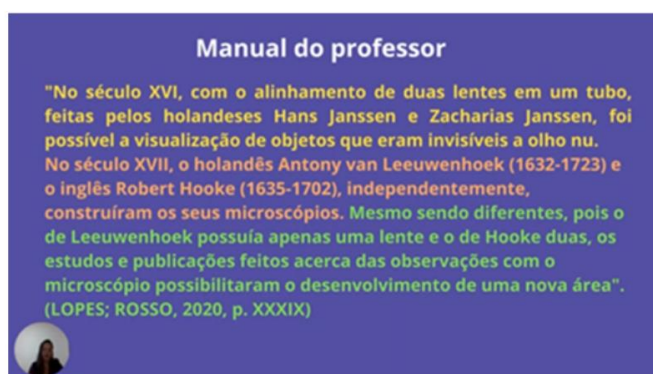 Manual do professor
"No século XVI, com o alinhamento de duas lentes em um tubo,
feitas pelos holandeses Hans Janssen e Zacharias Janssen, foi
possível a visualização de objetos que eram invisíveis a olho nu.
No século XVII, o holandês Antony van Leeuwenhoek (1632-1723) e
o inglês Robert Hooke (1635-1702), independentemente,
construíram os seus microscópios. Mesmo sendo diferentes, pois o
de Leeuwenhoek possuía apenas uma lente e o de Hooke duas, os
estudos e publicações feitos acerca das observações com o
microscópio possibilitaram o desenvolvimento de uma nova área".
(LOPES; ROSSO, 2020, p. XXXIX)